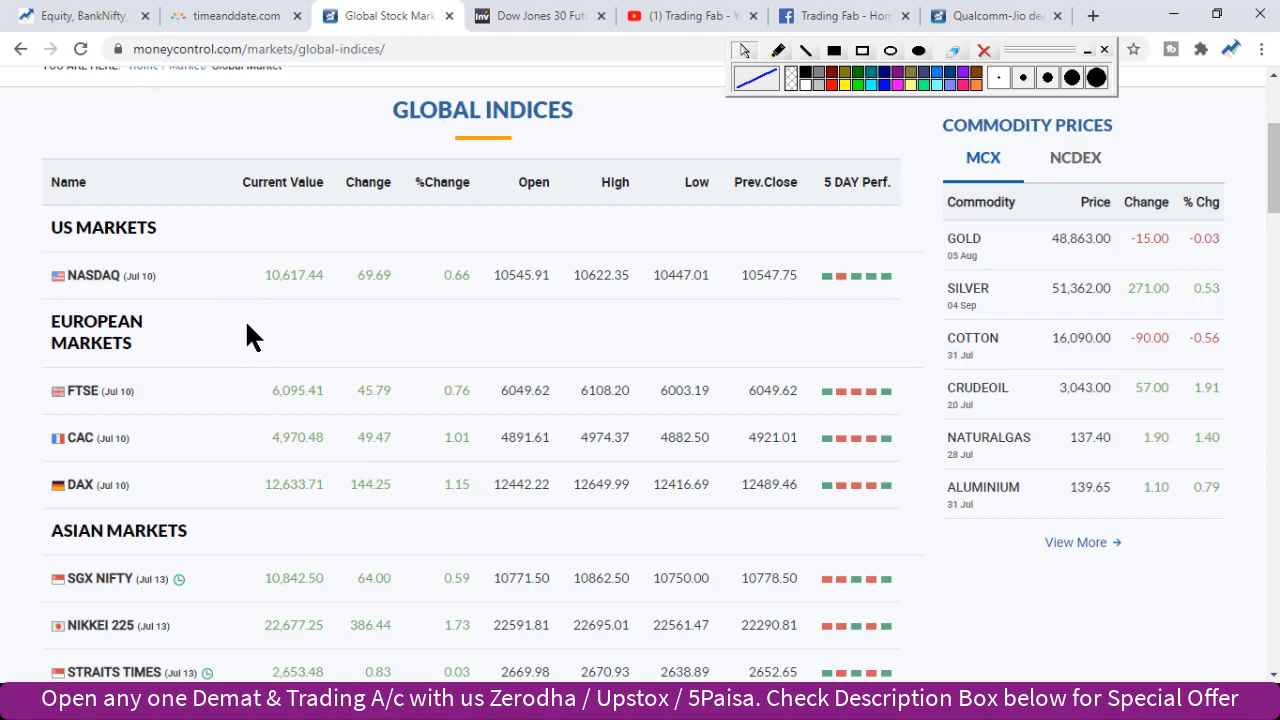 Equity, BankNifty,
timeanddate.com
Global Stock Mark
Dow Jones 30 Futu
(1) Trading Fab - Y
Trading Fab - Hom
Qualcomm-Jio dea
moneycontrol.com/markets/global-indices/
YOU ARE HERE: Home / Market / Global Market
GLOBAL INDICES
Name Current Value Change %Change Open High Low Prev.Close 5 DAY Perf.
US MARKETS
NASDAQ (Jul 10) 10,617.44 69.69 0.66 10545.91 10622.35 10447.01 10547.75
EUROPEAN
MARKETS
FTSE (Jul 10) 6,095.41 45.79 0.76 6049.62 6108.20 6003.19 6049.62
CAC (Jul 10) 4,970.48 49.47 1.01 4891.61 4974.37 4882.50 4921.01
DAX (Jul 10) 12,633.71 144.25 1.15 12442.22 12649.99 12416.69 12489.46
ASIAN MARKETS
SGX NIFTY (Jul 13) 10,842.50 64.00 0.59 10771.50 10862.50 10750.00 10778.50
NIKKEI 225 (Jul 13) 22,677.25 386.44 1.73 22591.81 22695.01 22561.47 22290.81
STRAITS TIMES (Jul 13) 2,653.48 0.83 0.03 2669.98 2670.93 2638.89 2652.65
COMMODITY PRICES
MCX NCDEX
Commodity Price Change % Chg
GOLD 48,863.00 -15.00 -0.03
05 Aug
SILVER 51,362.00 271.00 0.53
04 Sep
COTTON 16,090.00 -90.00 -0.56
31 Jul
CRUDEOIL 3,043.00 57.00 1.91
20 Jul
NATURALGAS 137.40 1.90 1.40
28 Jul
ALUMINIUM 139.65 1.10 0.79
31 Jul
View More
Open any one Demat & Trading A/c with us Zerodha / Upstox / 5Paisa. Check Description Box below for Special Offer